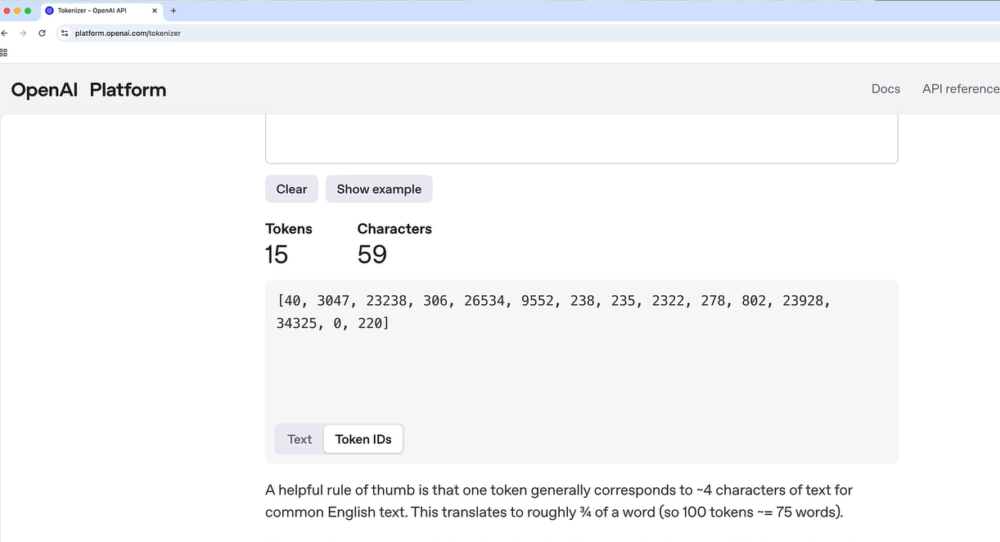 Tokenizer - OpenAI API
platform.openai.com/tokenizer
OpenAI Platform
Docs
API reference
Clear
Show example
Tokens
Characters
15
59
[40, 3047, 23238, 306, 26534, 9552, 238, 235, 2322, 278, 802, 23928,
34325, 0, 220]
Text
Token IDs
A helpful rule of thumb is that one token generally corresponds to ~4 characters of text for
common English text. This translates to roughly ¾ of a word (so 100 tokens ~= 75 words).